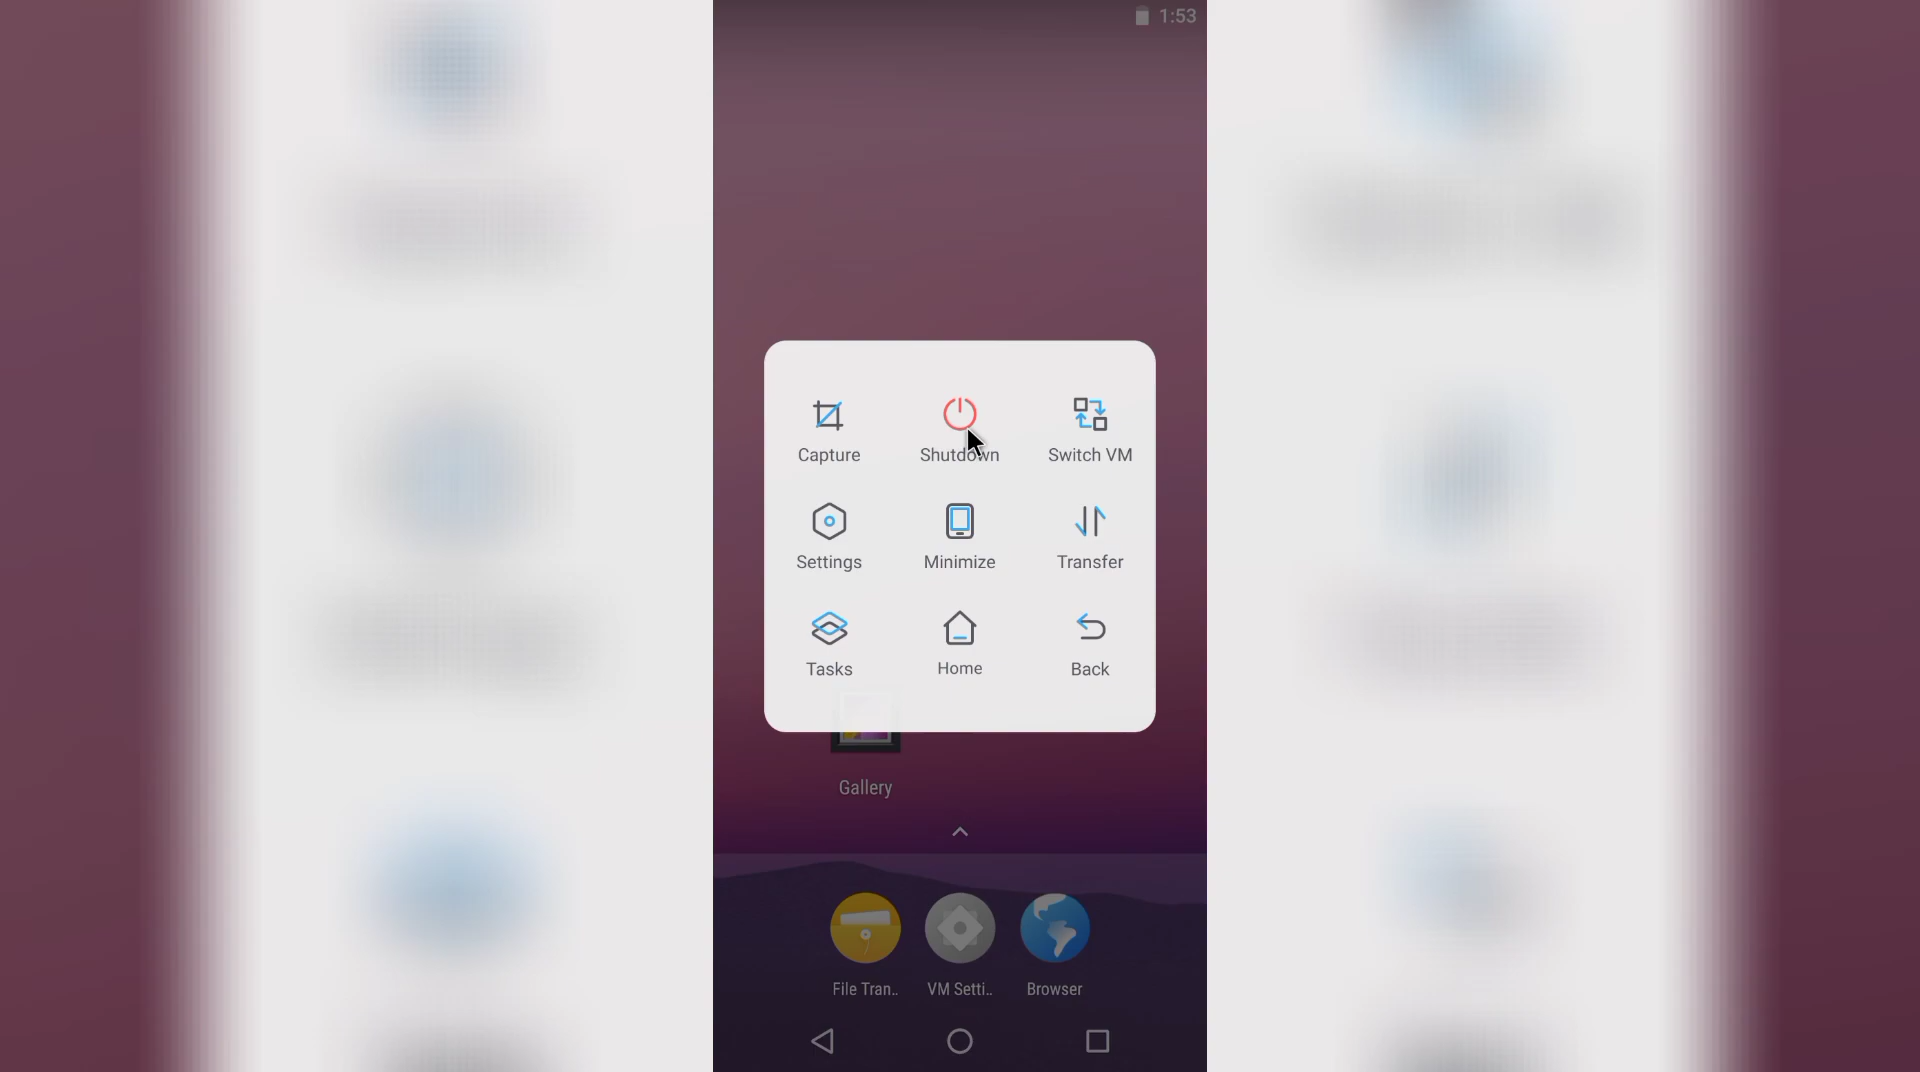 1:53
Capture
Shutdown
Switch VM
Settings
Minimize
Transfer
Tasks
Home
Back
Gallery
File Tran..
VM Setti..
Browser